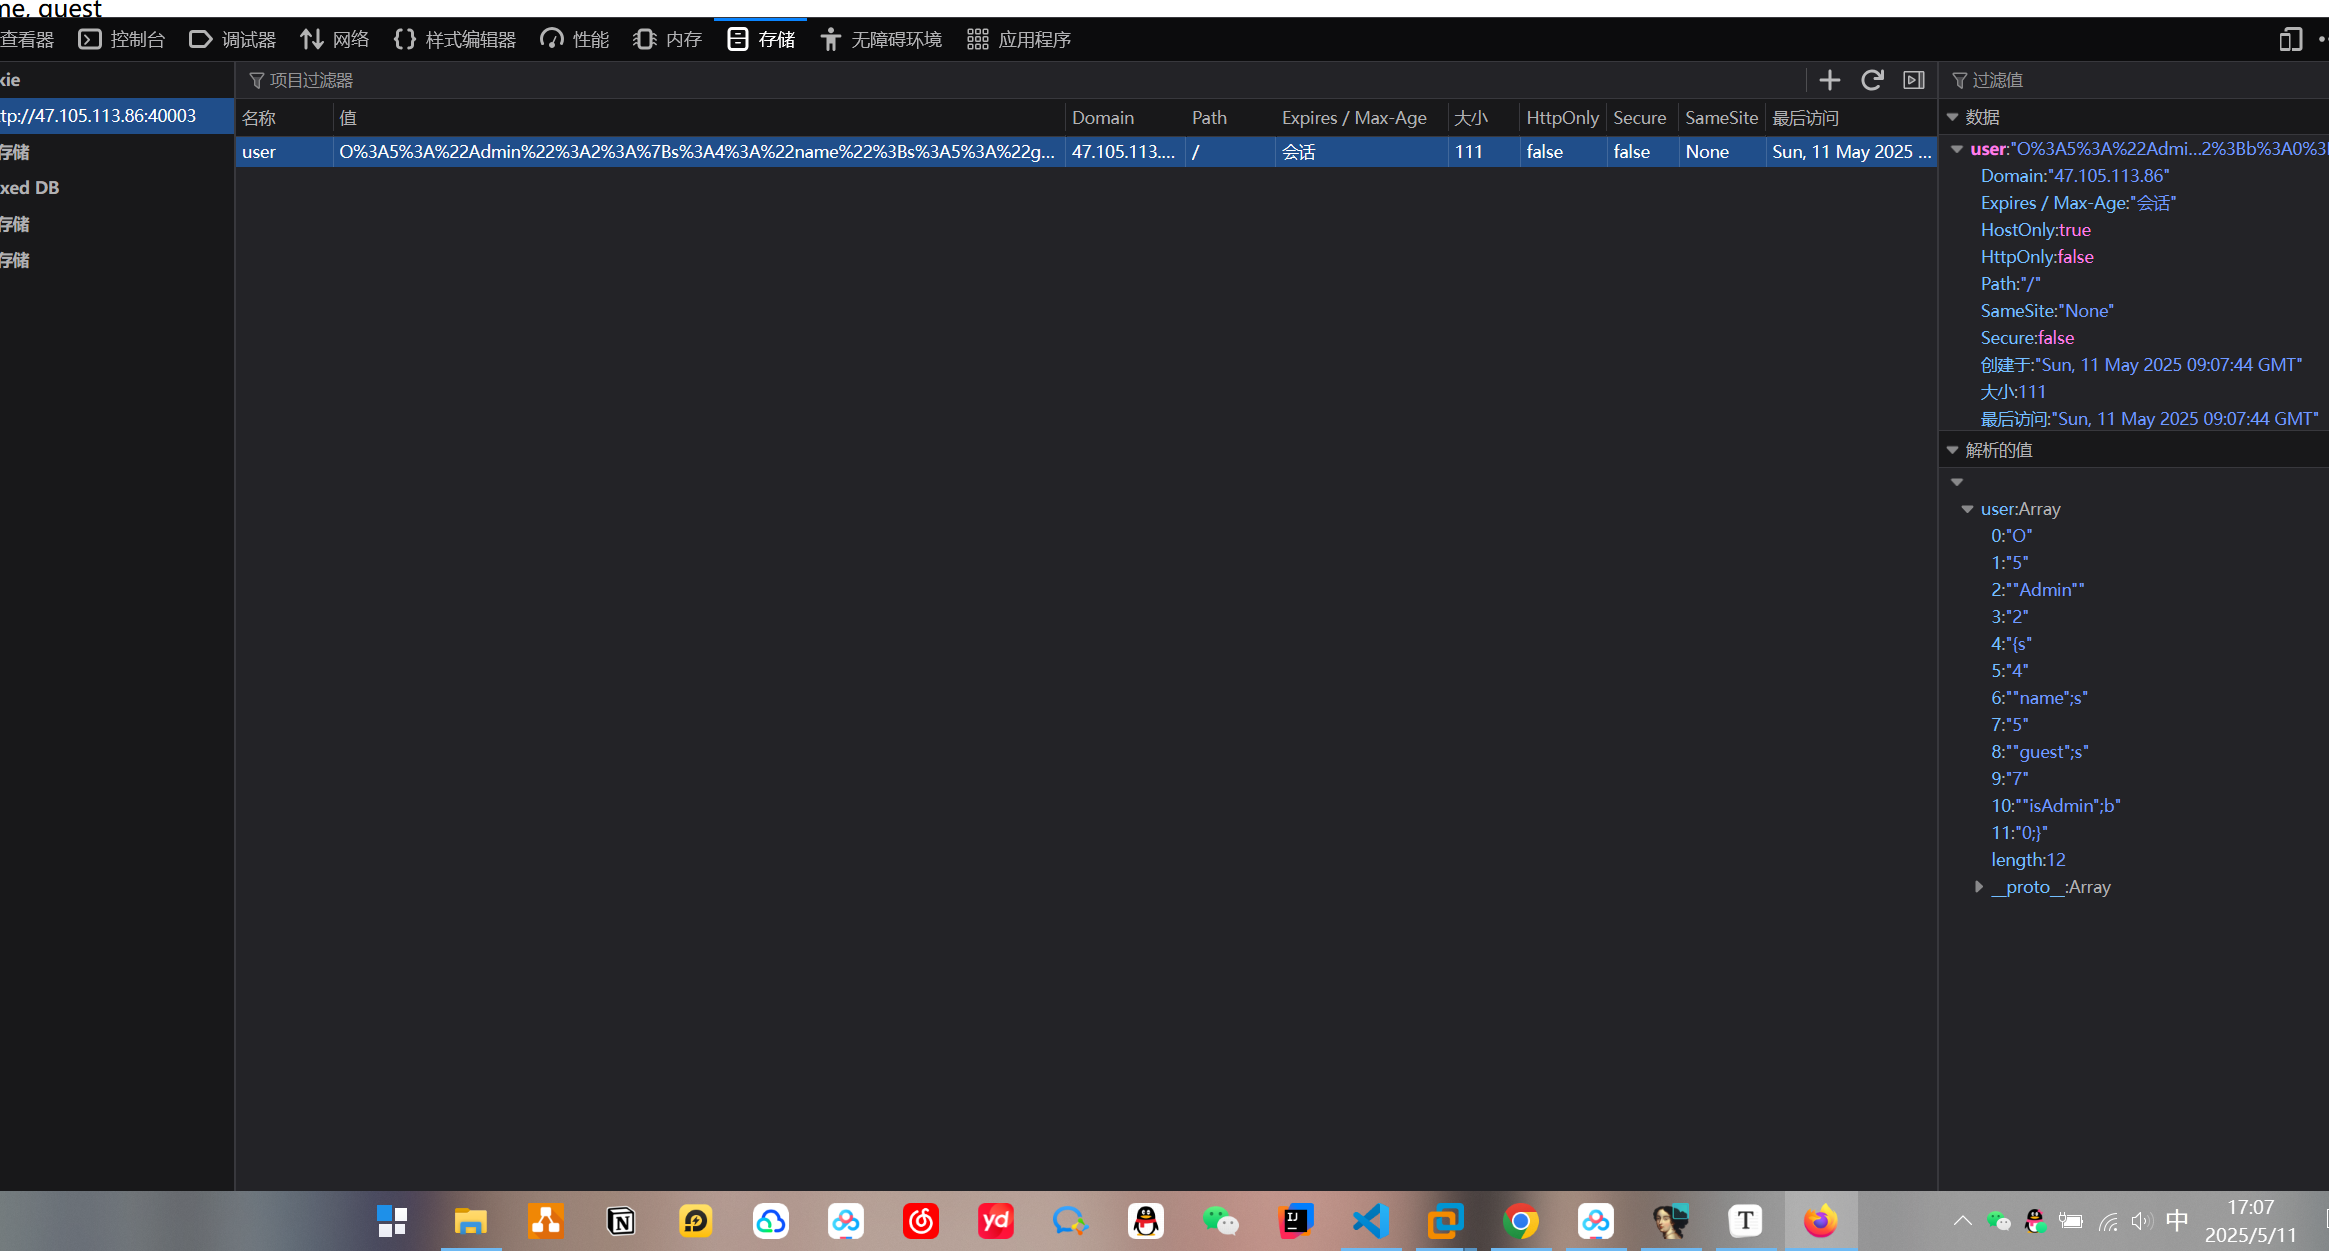 me, guest
查看器 控制台 调试器 网络 样式编辑器 性能 内存 存储 无障碍环境 应用程序
kie
项目过滤器
过滤值
tp://47.105.113.86:40003
名称 值 Domain Path Expires / Max-Age 大小 HttpOnly Secure SameSite 最后访问
数据
存储
user O%3A5%3A%22Admin%22%3A2%3A%7Bs%3A4%3A%22name%22%3Bs%3A5%3A%22g... 47.105.113.... / 会话 111 false false None Sun, 11 May 2025 ...
user:"O%3A5%3A%22Admi...2%3Bb%3A0%3
Domain:"47.105.113.86"
xed DB
Expires / Max-Age:"会话"
存储
HostOnly:true
存储
HttpOnly:false
Path:"/"
SameSite:"None"
Secure:false
创建于:"Sun, 11 May 2025 09:07:44 GMT"
大小:111
最后访问:"Sun, 11 May 2025 09:07:44 GMT"
解析的值
user:Array
0:"O"
1:"5"
2:""Admin""
3:"2"
4:"{s"
5:"4"
6:""name";s"
7:"5"
8:""guest";s"
9:"7"
10:""isAdmin";b"
11:"0;}"
length:12
__proto__:Array
N
yd
IJ
T
中
17:07
2025/5/11